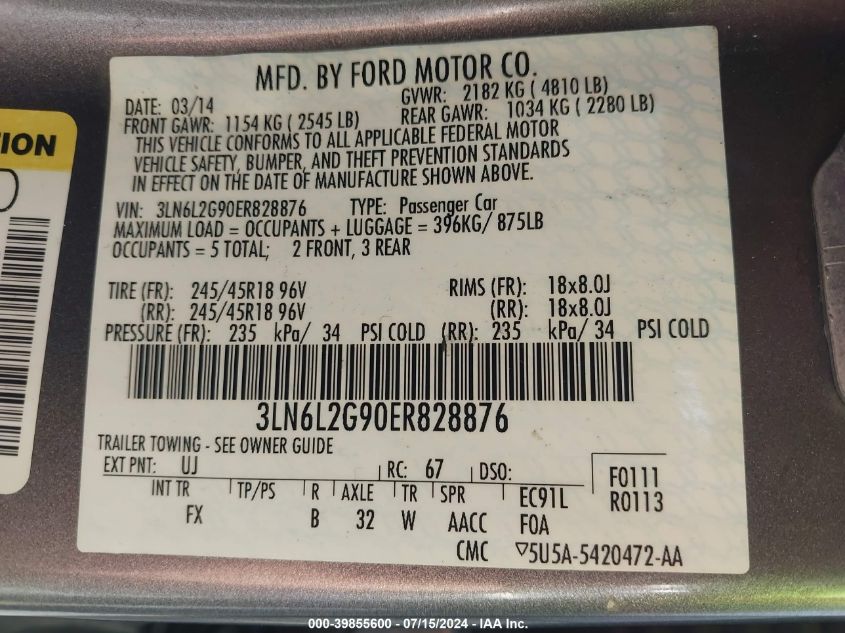 MFD. BY FORD MOTOR CO.
DATE: 03/14
GVWR: 2182 KG ( 4810 LB)
FRONT GAWR: 1154 KG ( 2545 LB)
REAR GAWR: 1034 KG ( 2280 LB)
THIS VEHICLE CONFORMS TO ALL APPLICABLE FEDERAL MOTOR
VEHICLE SAFETY, BUMPER, AND THEFT PREVENTION STANDARDS
IN EFFECT ON THE DATE OF MANUFACTURE SHOWN ABOVE.
VIN: 3LN6L2G90ER828876 TYPE: Passenger Car
MAXIMUM LOAD = OCCUPANTS + LUGGAGE = 396KG/ 875LB
OCCUPANTS = 5 TOTAL; 2 FRONT, 3 REAR
TIRE (FR): 245/45R18 96V RIMS (FR): 18x8.0J
(RR): 245/45R18 96V (RR): 18x8.0J
PRESSURE (FR): 235 kPa/ 34 PSI COLD (RR): 235 kPa/ 34 PSI COLD
3LN6L2G90ER828876
TRAILER TOWING - SEE OWNER GUIDE
EXT PNT: UJ RC: 67 DSO: F0111
INT TR TP/PS R AXLE TR SPR EC91L R0113
FX B 32 W AACC FOA
CMC ▽5U5A-5420472-AA
TION
000-39855600 - 07/15/2024 - IAA Inc.